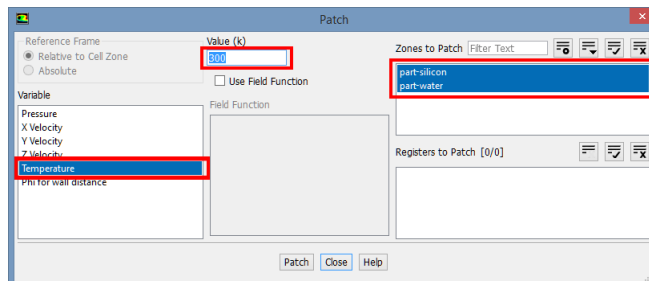 Patch
Reference Frame
Relative to Cell Zone
Absolute
Variable
Pressure
X Velocity
Y Velocity
Z Velocity
Temperature
Phi for wall distance
Value (k)
300
Use Field Function
Field Function
Zones to Patch Filter Text
part-silicon
part-water
Registers to Patch [0/0]
Patch Close Help